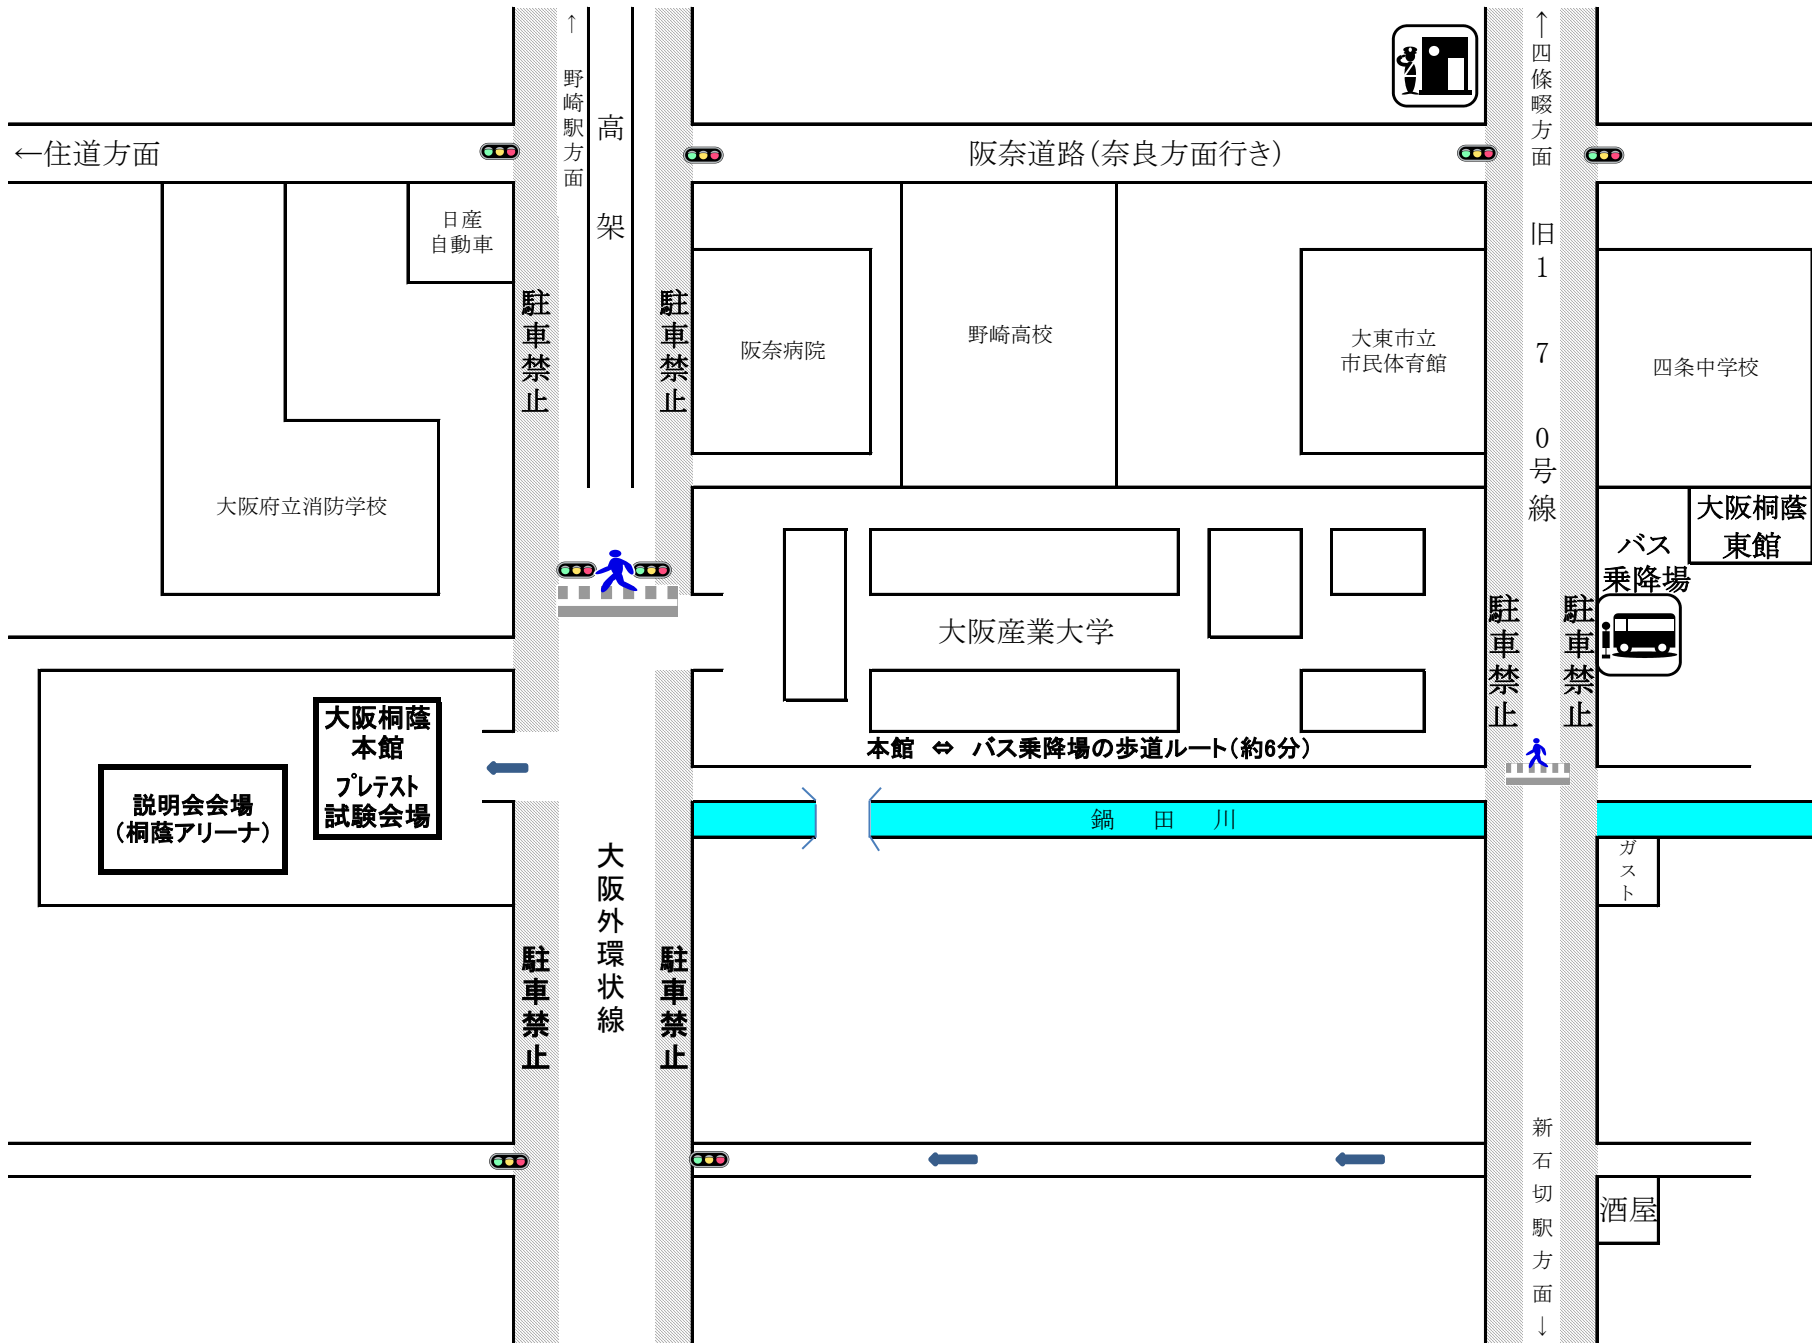 ↑野崎駅方面
↑四條畷方面
←住道方面
高架
阪奈道路(奈良方面行き)
日産
自動車
旧170号線
駐車禁止
駐車禁止
阪奈病院
野崎高校
大東市立
市民体育館
四条中学校
大阪府立消防学校
大阪桐蔭
東館
バス
乗降場
大阪産業大学
駐車禁止
駐車禁止
大阪桐蔭
本館
プレテスト
試験会場
本館 ⇔ バス乗降場の歩道ルート(約6分)
説明会会場
(桐蔭アリーナ)
鍋田川
ガスト
大阪外環状線
駐車禁止
駐車禁止
新石切駅方面↓
酒屋